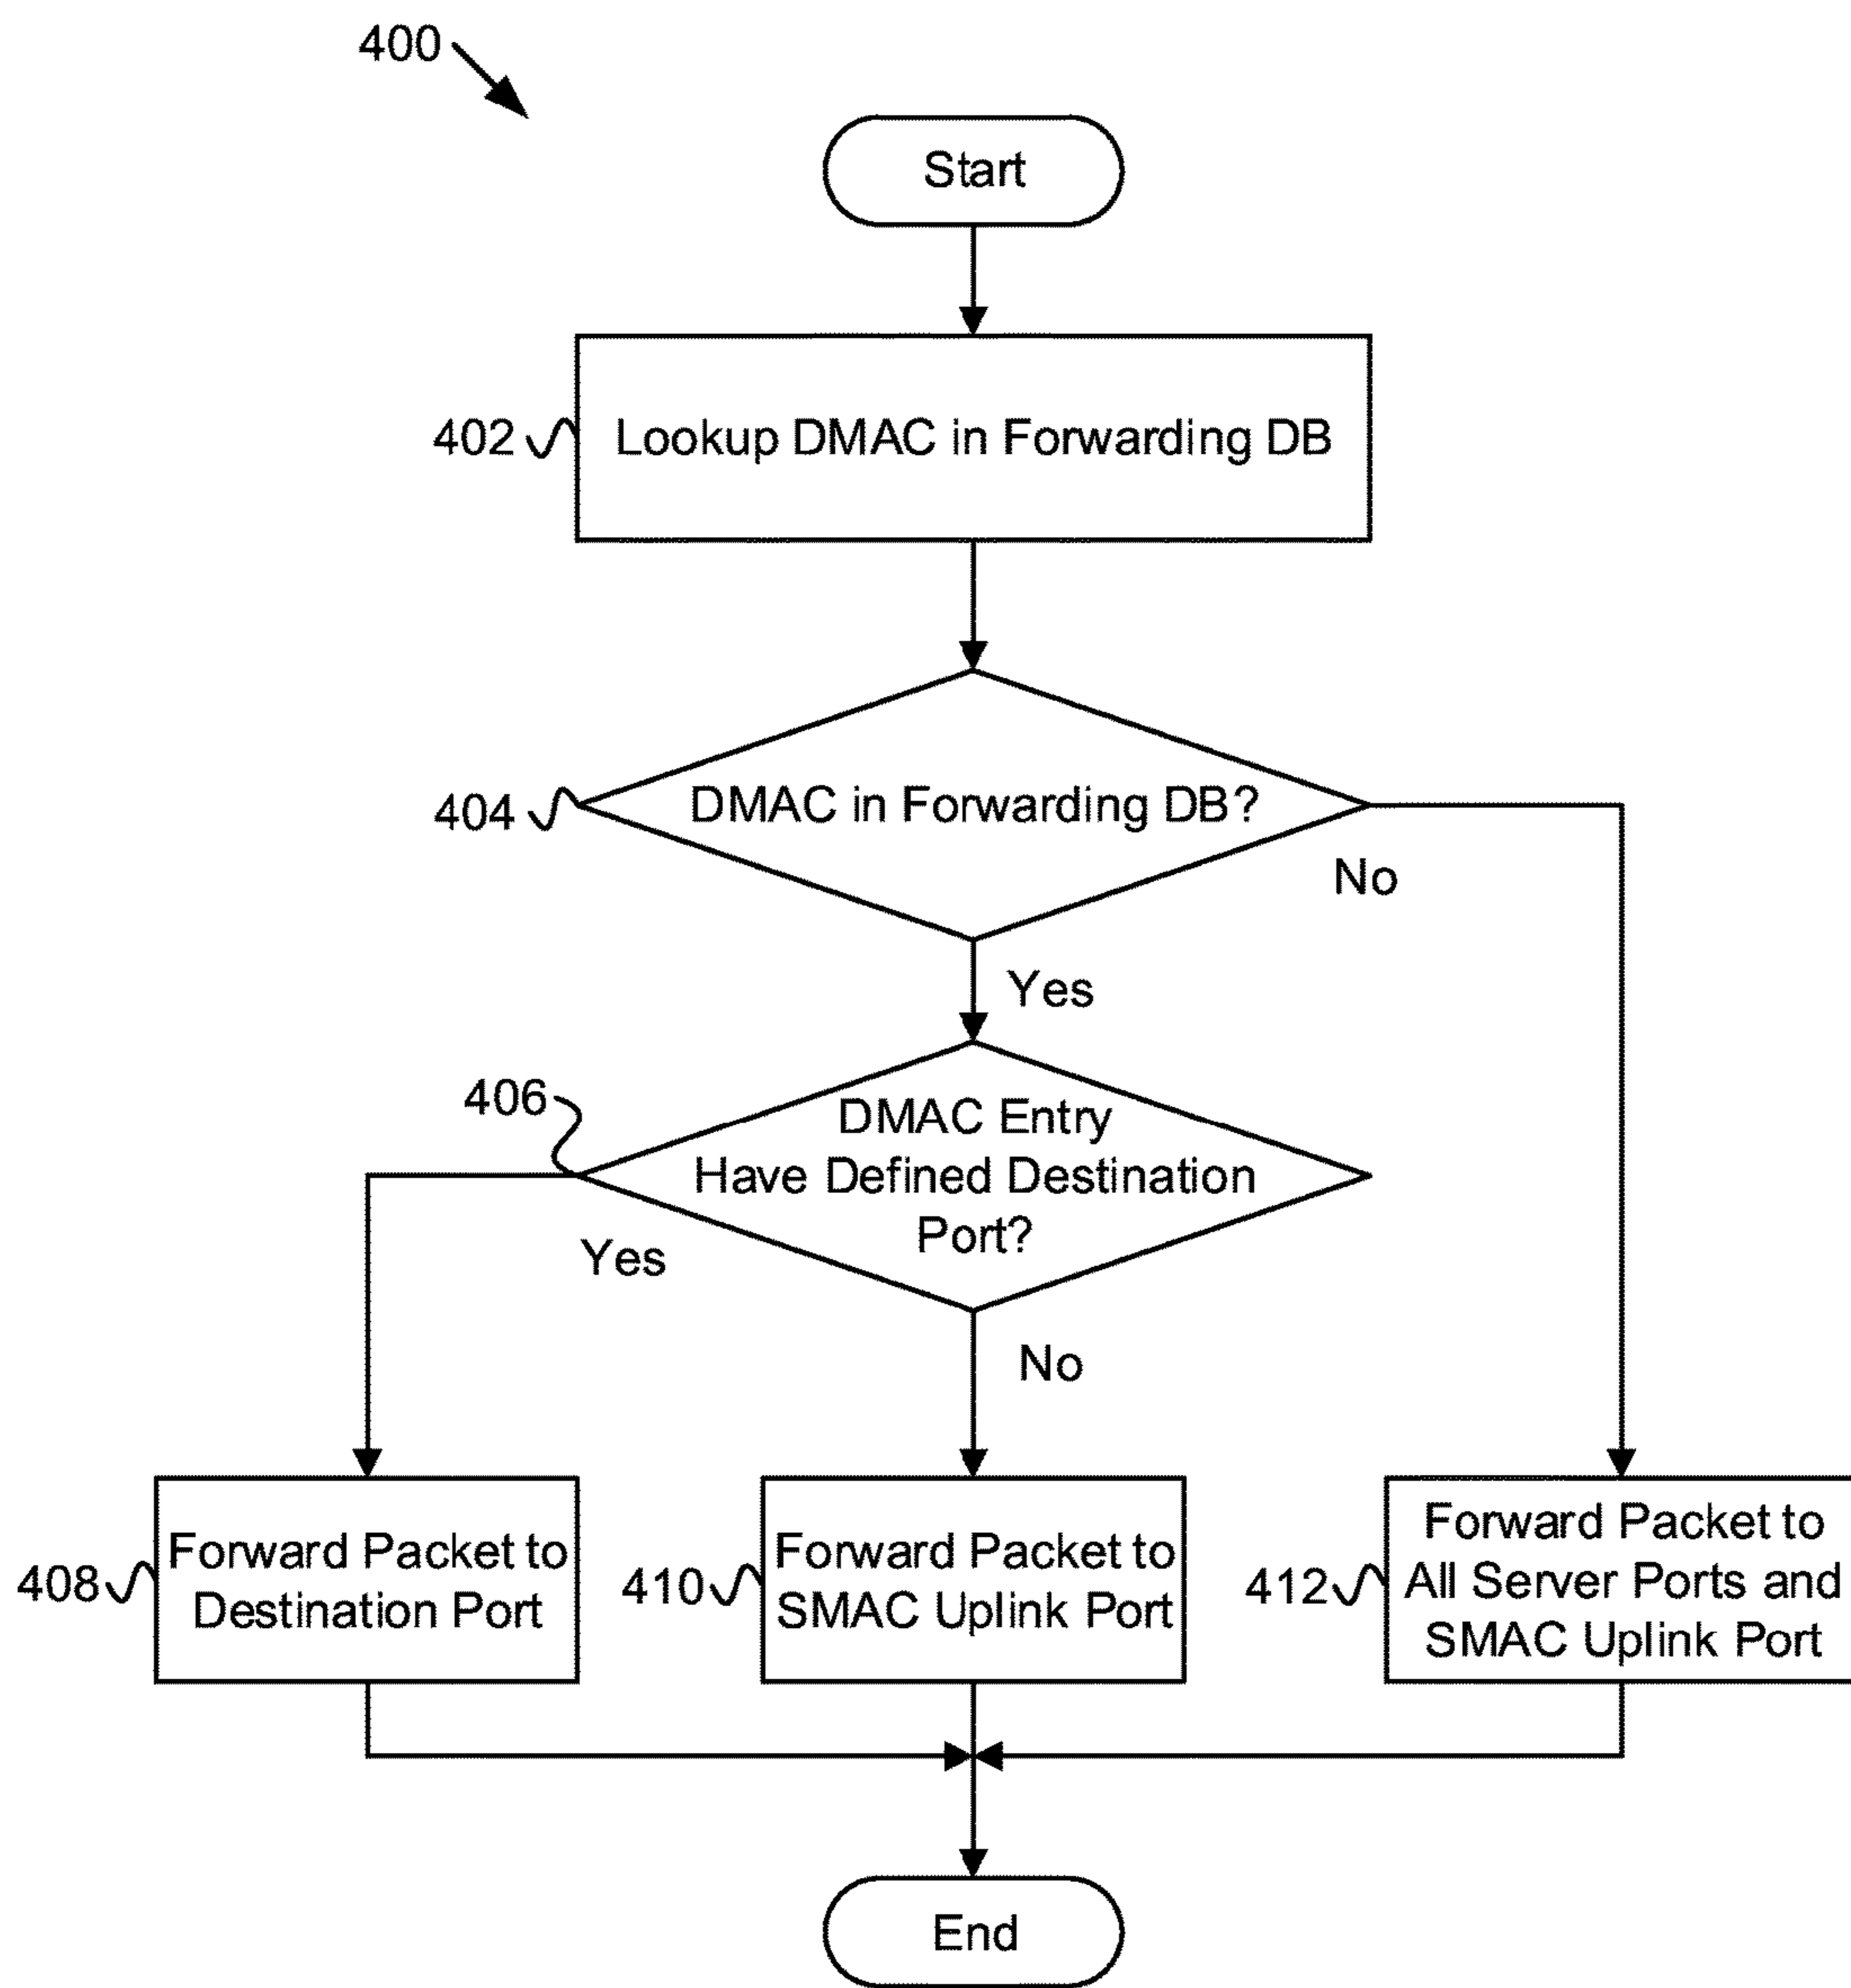 400
Start
402
Lookup DMAC in Forwarding DB
404
DMAC in Forwarding DB?
No
Yes
406
DMAC Entry
Have Defined Destination
Port?
Yes
No
408
Forward Packet to
Destination Port
410
Forward Packet to
SMAC Uplink Port
412
Forward Packet to
All Server Ports and
SMAC Uplink Port
End